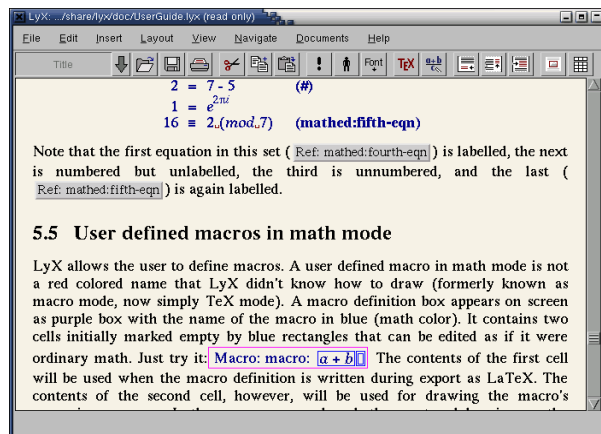 LyX: .../share/lyx/doc/UserGuide.lyx (read only)
File Edit Insert Layout View Navigate Documents Help
Title Font TEX a+b
2 = 7 - 5 (#)
1 = e^2πi
16 ≡ 2␣(mod␣7) (mathed:fifth-eqn)
Note that the first equation in this set ( Ref: mathed:fourth-eqn ) is labelled, the next
is numbered but unlabelled, the third is unnumbered, and the last (
Ref: mathed:fifth-eqn ) is again labelled.
5.5 User defined macros in math mode
LyX allows the user to define macros. A user defined macro in math mode is not
a red colored name that LyX didn't know how to draw (formerly known as
macro mode, now simply TeX mode). A macro definition box appears on screen
as purple box with the name of the macro in blue (math color). It contains two
cells initially marked empty by blue rectangles that can be edited as if it were
ordinary math. Just try it: Macro: macro: a + b The contents of the first cell
will be used when the macro definition is written during export as LaTeX. The
contents of the second cell, however, will be used for drawing the macro's